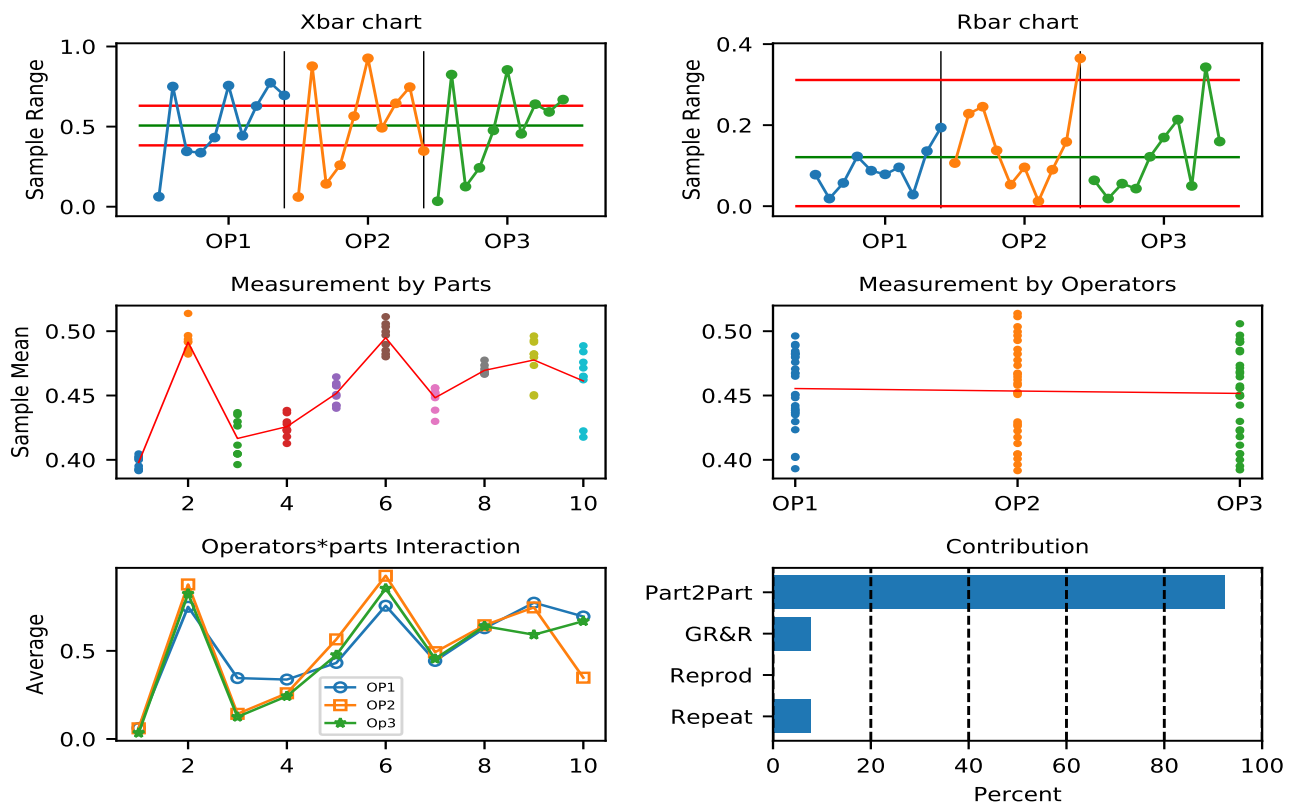 Xbar chart
Sample Range
1.0
0.5
0.0
OP1 OP2 OP3
Rbar chart
Sample Range
0.4
0.2
0.0
OP1 OP2 OP3
Measurement by Parts
Sample Mean
0.50
0.45
0.40
2 4 6 8 10
Measurement by Operators
0.50
0.45
0.40
OP1 OP2 OP3
Operators*parts Interaction
Average
0.5
0.0
OP1
OP2
Op3
2 4 6 8 10
Contribution
Part2Part
GR&R
Reprod
Repeat
0 20 40 60 80 100
Percent